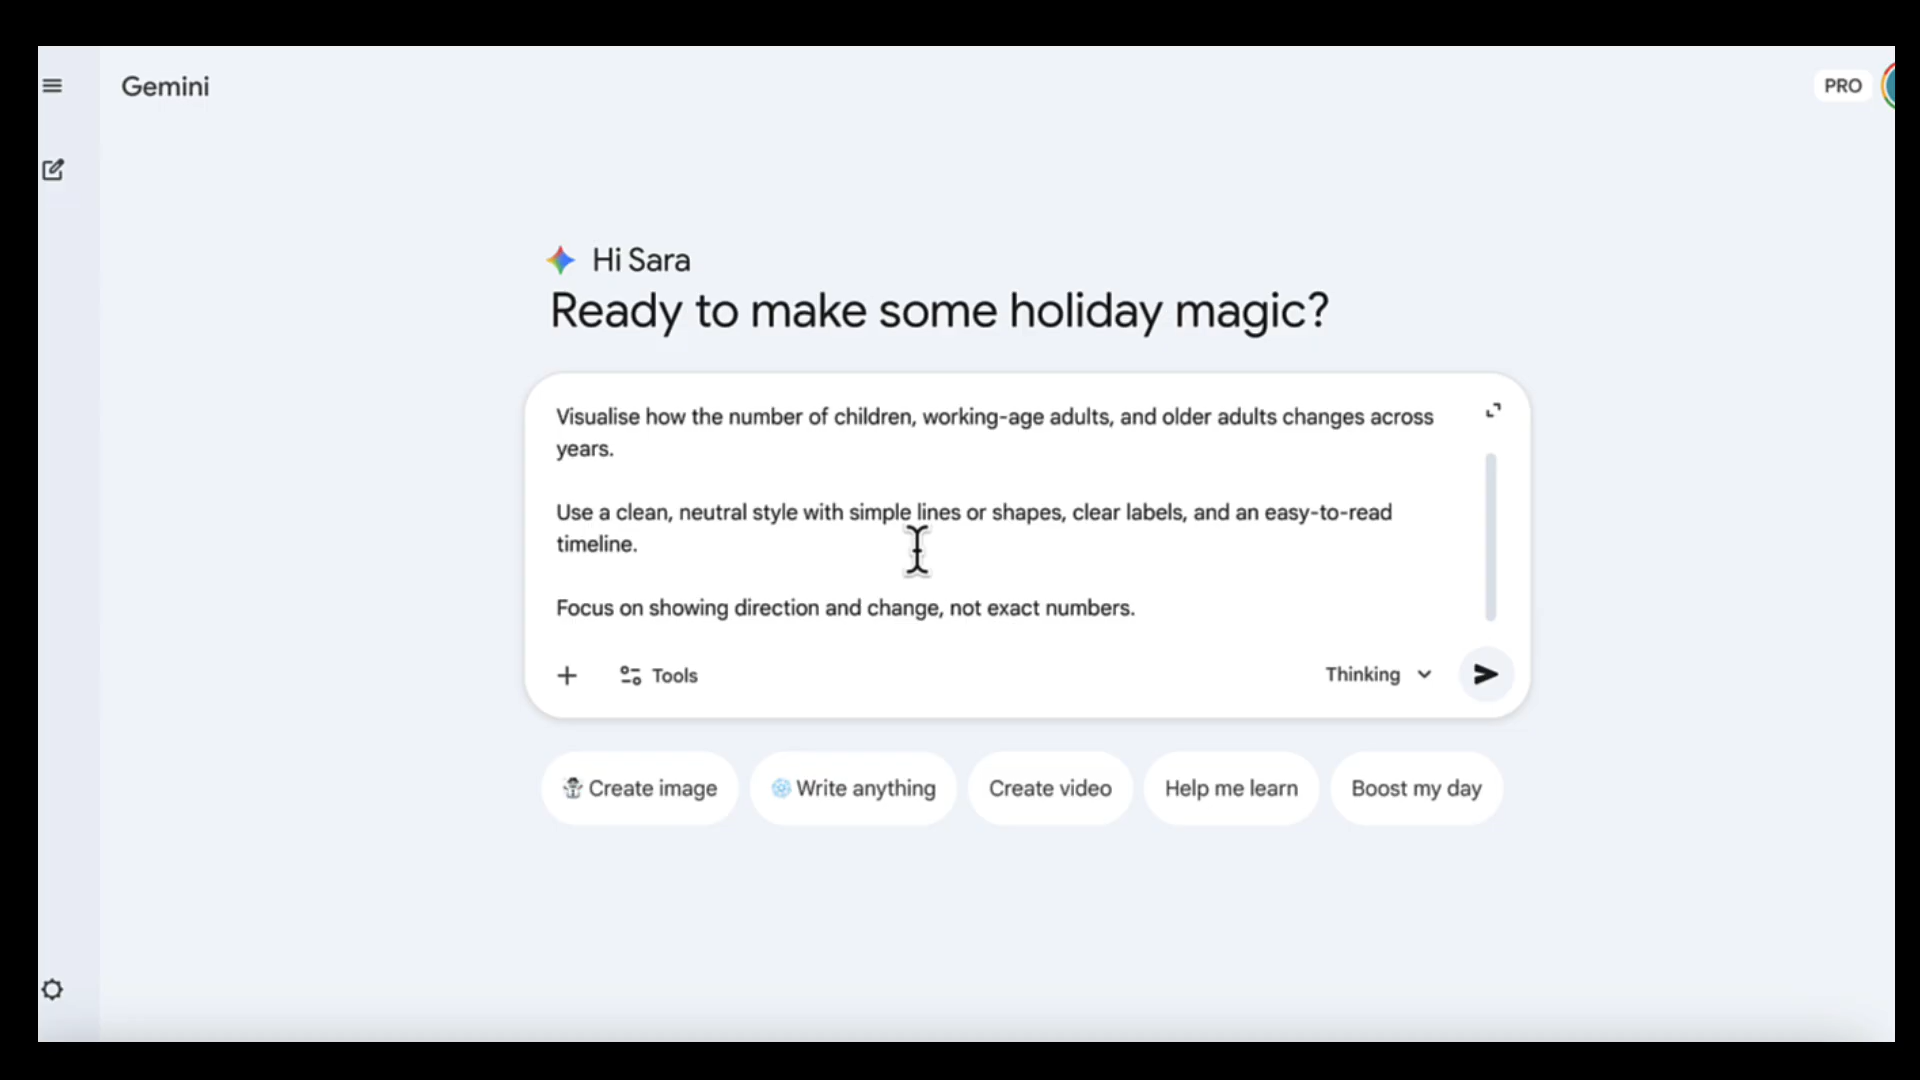 Gemini
PRO
Hi Sara
Ready to make some holiday magic?
Visualise how the number of children, working-age adults, and older adults changes across
years.
Use a clean, neutral style with simple lines or shapes, clear labels, and an easy-to-read
timeline.
Focus on showing direction and change, not exact numbers.
Tools
Thinking
Create image
Write anything
Create video
Help me learn
Boost my day